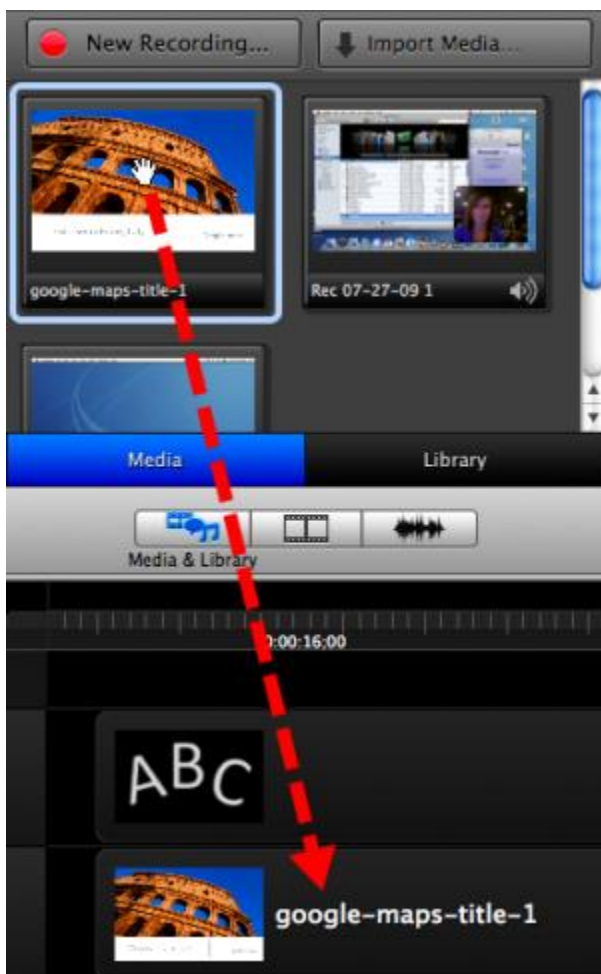 New Recording...
Import Media...
google-maps-title-1
Rec 07-27-09 1
Media
Library
Media & Library
0:00:16;00
ABC
google-maps-title-1